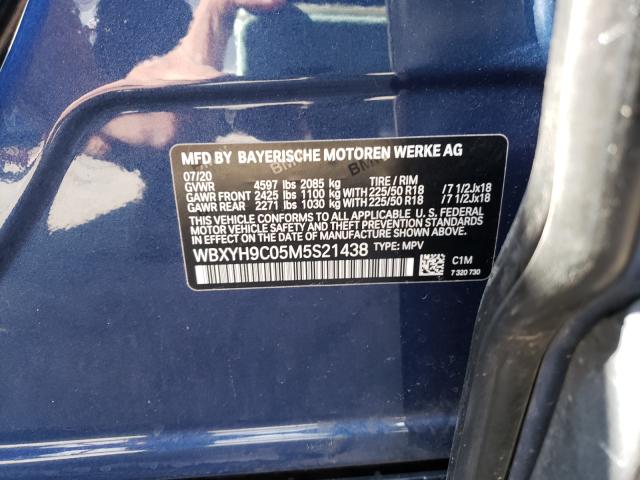 MFD BY BAYERISCHE MOTOREN WERKE AG
07/20
GVWR 4597 lbs 2085 kg TIRE / RIM
GAWR FRONT 2425 lbs 1100 kg WITH 225/50 R18 / 7 1/2Jx18
GAWR REAR 2271 lbs 1030 kg WITH 225/50 R18 / 7 1/2Jx18
THIS VEHICLE CONFORMS TO ALL APPLICABLE U. S. FEDERAL
MOTOR VEHICLE SAFETY, BUMPER, AND THEFT PREVENTION
STANDARDS IN EFFECT ON THE DATE OF MANUFACTURE SHOWN ABOVE.
WBXYH9C05M5S21438 TYPE: MPV
C1M
7 320 730